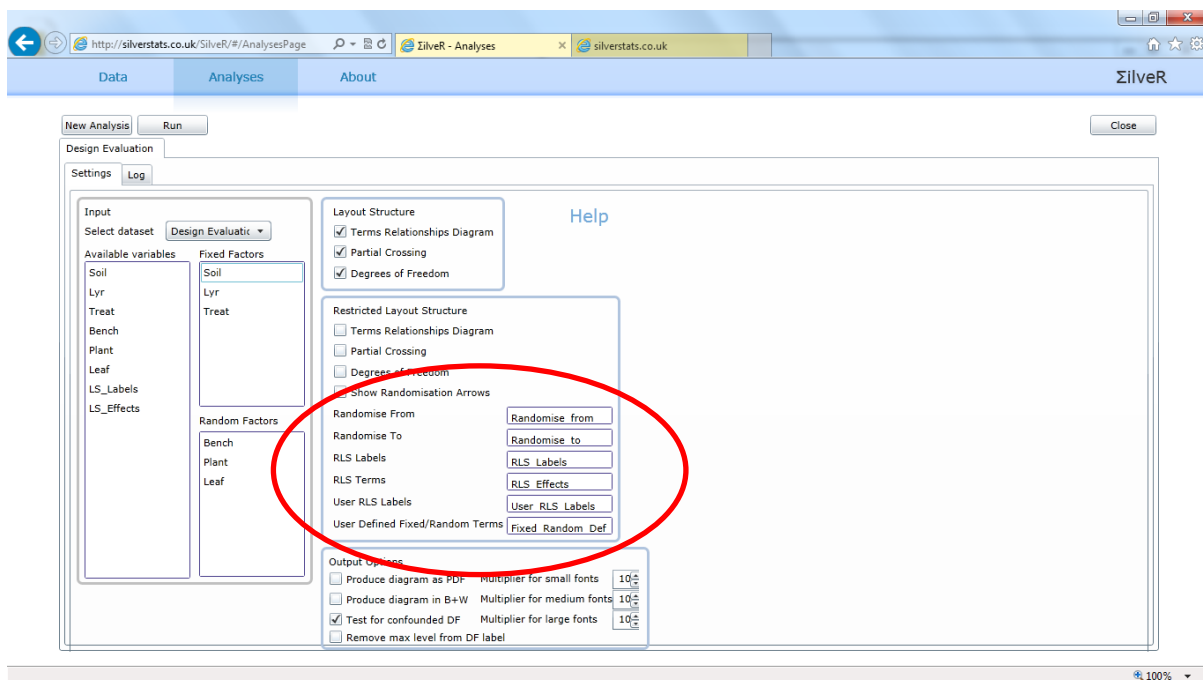 http://silverstats.co.uk/SilveR/#/AnalysesPage
ΣilveR - Analyses
silverstats.co.uk
Data Analyses About ΣilveR
New Analysis Run Close
Design Evaluation
Settings Log
Input
Select dataset Design Evaluatic
Available variables Fixed Factors
Soil
Lyr
Treat
Bench
Plant
Leaf
LS_Labels
LS_Effects
Soil
Lyr
Treat
Random Factors
Bench
Plant
Leaf
Layout Structure
Terms Relationships Diagram
Partial Crossing
Degrees of Freedom
Help
Restricted Layout Structure
Terms Relationships Diagram
Partial Crossing
Degrees of Freedom
Show Randomisation Arrows
Randomise From Randomise_from
Randomise To Randomise_to
RLS Labels RLS_Labels
RLS Terms RLS_Effects
User RLS Labels User_RLS_Labels
User Defined Fixed/Random Terms Fixed_Random_Def
Output Options
Produce diagram as PDF Multiplier for small fonts 10
Produce diagram in B+W Multiplier for medium fonts 10
Test for confounded DF Multiplier for large fonts 10
Remove max level from DF label
100%